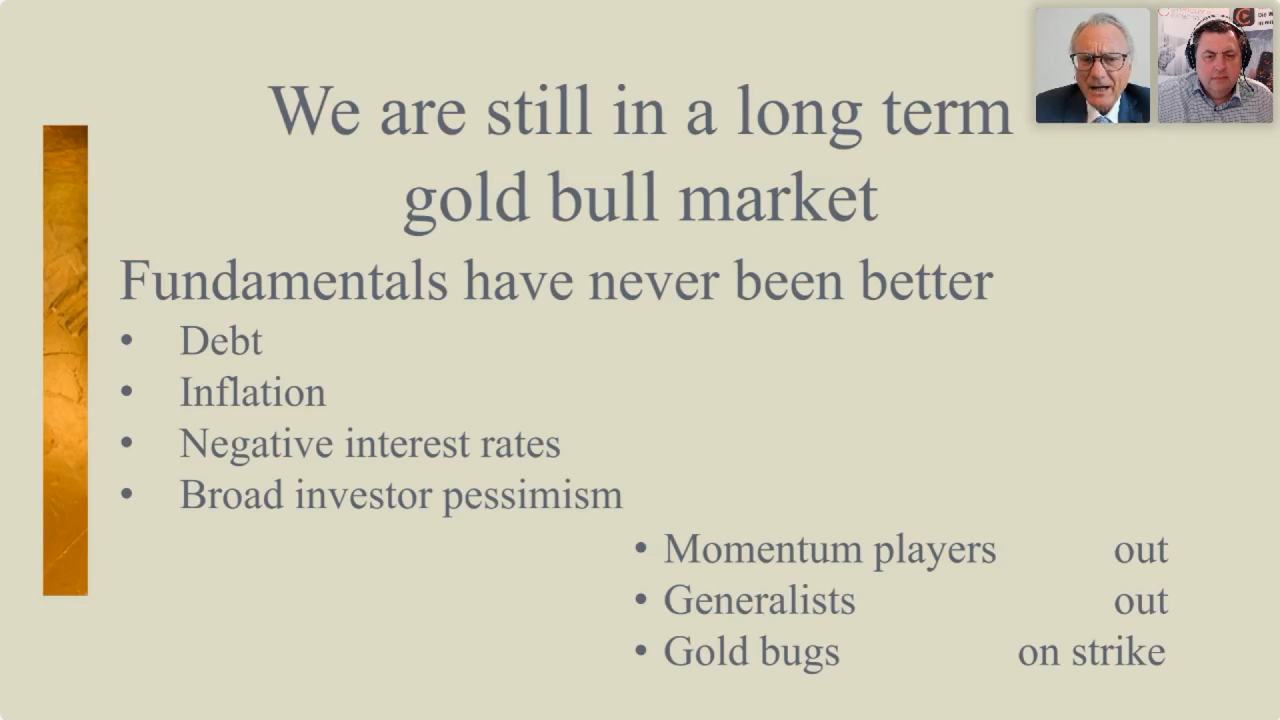 We are still in a long term
gold bull market
Fundamentals have never been better
• Debt
• Inflation
• Negative interest rates
• Broad investor pessimism
• Momentum players out
• Generalists out
• Gold bugs on strike